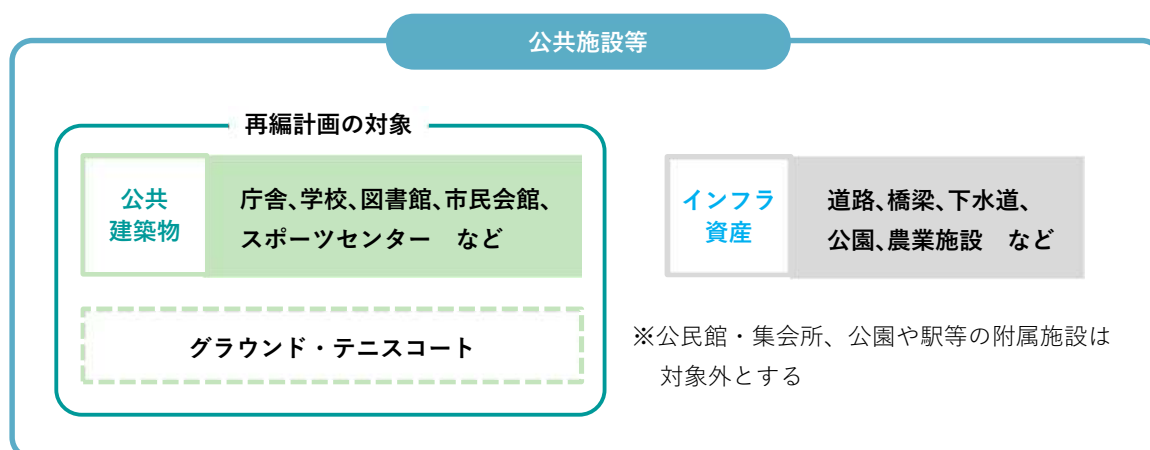 公共施設等
再編計画の対象
公共
建築物
庁舎、学校、図書館、市民会館、
スポーツセンター　など
グラウンド・テニスコート
インフラ
資産
道路、橋梁、下水道、
公園、農業施設　など
※公民館・集会所、公園や駅等の附属施設は
対象外とする